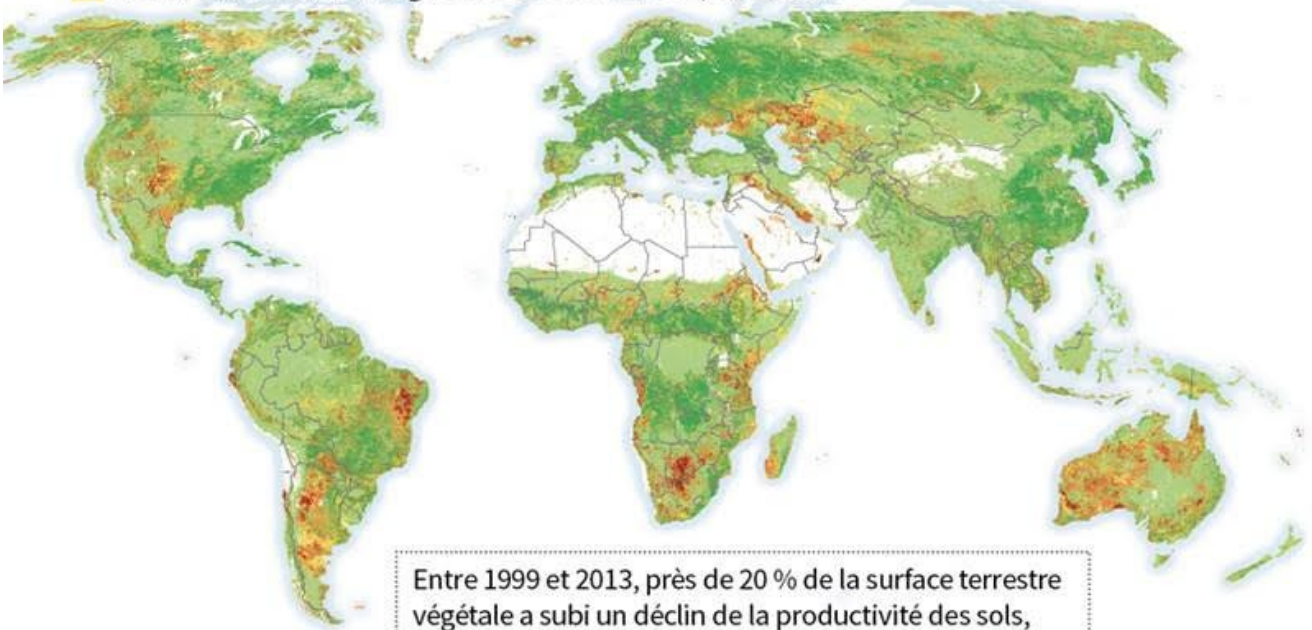 Entre 1999 et 2013, près de 20 % de la surface terrestre
végétale a subi un déclin de la productivité des sols,